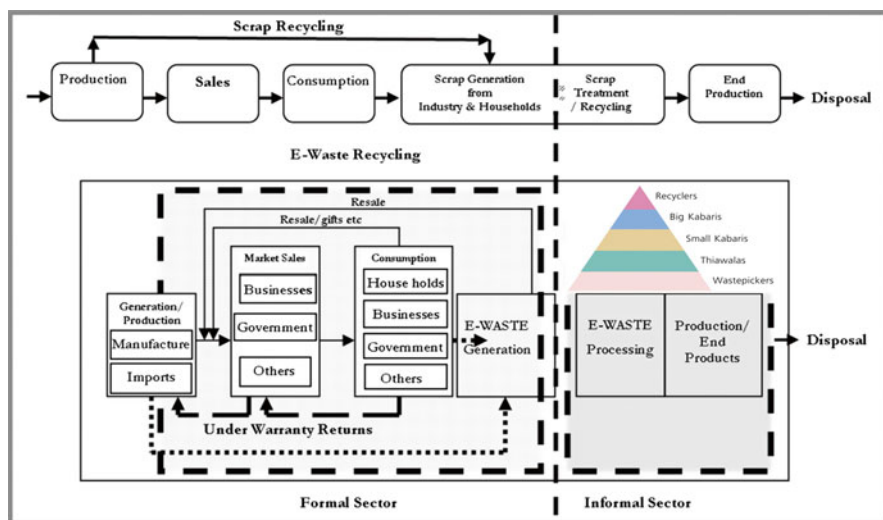 Scrap Recycling
Production
Sales
Consumption
Scrap Generation
from
Industry & Households
Scrap
Treatment
/ Recycling
End
Production
Disposal
E-Waste Recycling
Resale
Resale/gifts etc
Generation/
Production
Manufacture
Imports
Market Sales
Businesses
Government
Others
Consumption
House holds
Businesses
Government
Others
E-WASTE
Generation
Under Warranty Returns
Recyclers
Big Kabaris
Small Kabaris
Thiawalas
Wastepickers
E-WASTE
Processing
Production/
End
Products
Disposal
Formal Sector
Informal Sector